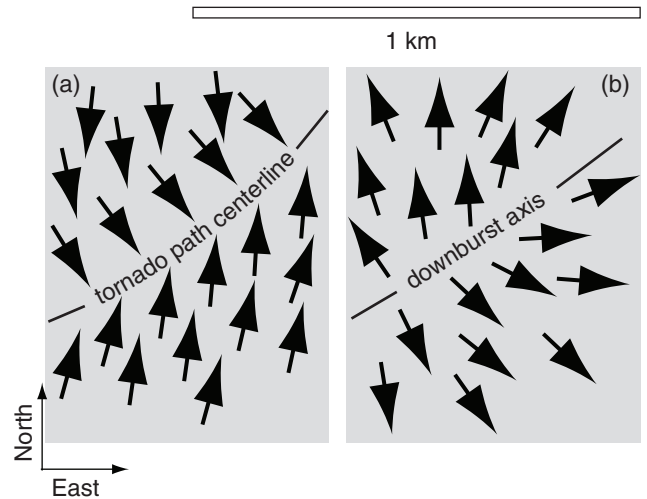 1 km
(a)
(b)
tornado path centerline
downburst axis
North
East